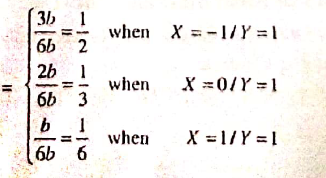 = { 3b/6b = 1/2 when X = -1/Y = 1
2b/6b = 1/3 when X = 0/Y = 1
b/6b = 1/6 when X = 1/Y = 1